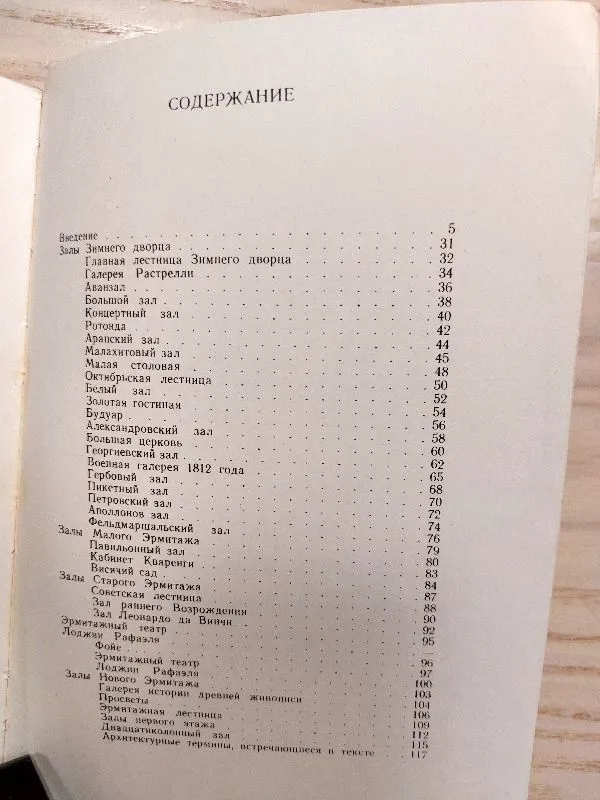 СОДЕРЖАНИЕ
Введение . . . 5
Залы Зимнего дворца . . . 31
Главная лестница Зимнего дворца . . . 32
Галерея Растрелли . . . 34
Аванзал . . . 36
Большой зал . . . 38
Концертный зал . . . 40
Ротонда . . . 42
Арапский зал . . . 44
Малахитовый зал . . . 45
Малая столовая . . . 48
Октябрьская лестница . . . 50
Белый зал . . . 52
Золотая гостиная . . . 54
Будуар . . . 56
Александровский зал . . . 58
Большая церковь . . . 60
Георгиевский зал . . . 62
Военная галерея 1812 года . . . 65
Гербовый зал . . . 68
Пикетный зал . . . 70
Петровский зал . . . 72
Аполлонов зал . . . 74
Фельдмаршальский зал . . . 76
Залы Малого Эрмитажа . . . 79
Павильонный зал . . . 80
Кабинет Кваренги . . . 83
Висячий сад . . . 84
Залы Старого Эрмитажа . . . 87
Советская лестница . . . 88
Зал раннего Возрождения . . . 90
Зал Леонардо да Винчи . . . 92
Эрмитажный театр . . . 95
Лоджии Рафаэля
Фойе . . . 96
Эрмитажный театр . . . 97
Лоджии Рафаэля . . . 100
Залы Нового Эрмитажа . . . 103
Галерея истории древней живописи . . . 104
Просветы . . . 106
Эрмитажная лестница . . . 109
Залы первого этажа . . . 112
Двадцатиколонный зал . . . 115
Архитектурные термины, встречающиеся в тексте . . . 117